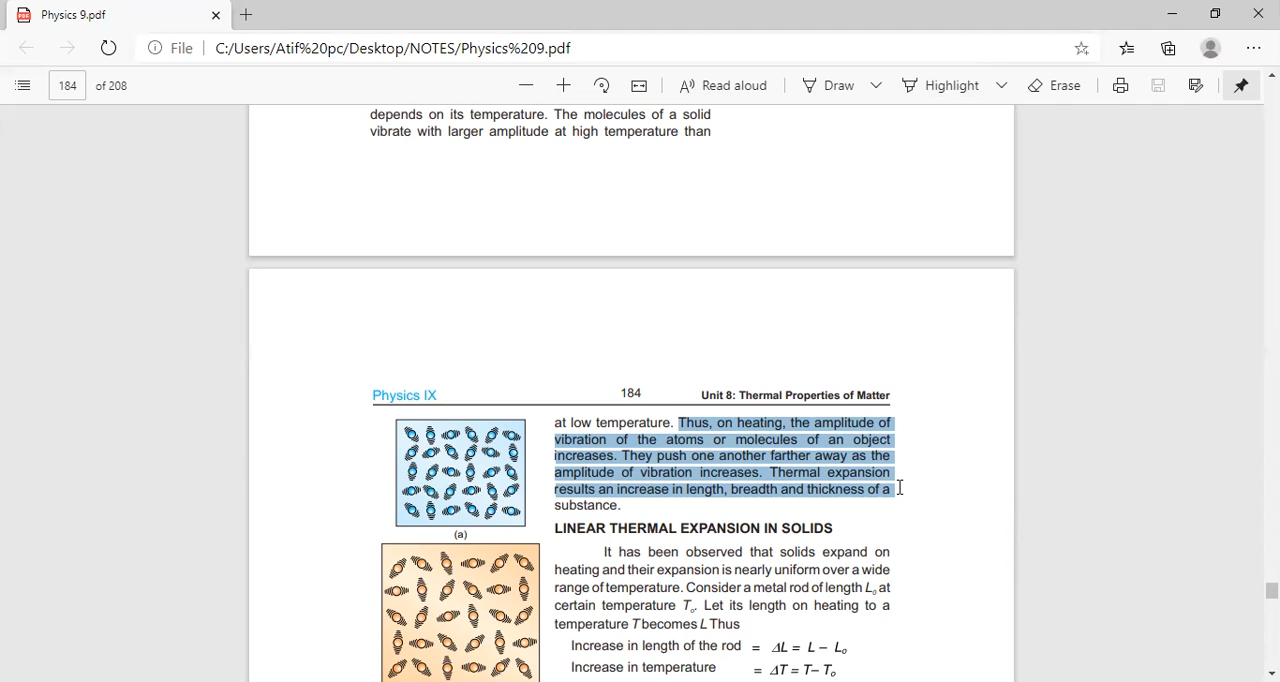 Physics 9.pdf
File
C:/Users/Atif%20pc/Desktop/NOTES/Physics%209.pdf
184 of 208
Read aloud
Draw
Highlight
Erase
depends on its temperature. The molecules of a solid
vibrate with larger amplitude at high temperature than
Physics IX
184
Unit 8: Thermal Properties of Matter
at low temperature. Thus, on heating, the amplitude of
vibration of the atoms or molecules of an object
increases. They push one another farther away as the
amplitude of vibration increases. Thermal expansion
results an increase in length, breadth and thickness of a
substance.
(a)
LINEAR THERMAL EXPANSION IN SOLIDS
It has been observed that solids expand on
heating and their expansion is nearly uniform over a wide
range of temperature. Consider a metal rod of length Lₒ at
certain temperature Tₒ. Let its length on heating to a
temperature T becomes L Thus
Increase in length of the rod = ΔL = L – Lₒ
Increase in temperature = ΔT = T– Tₒ